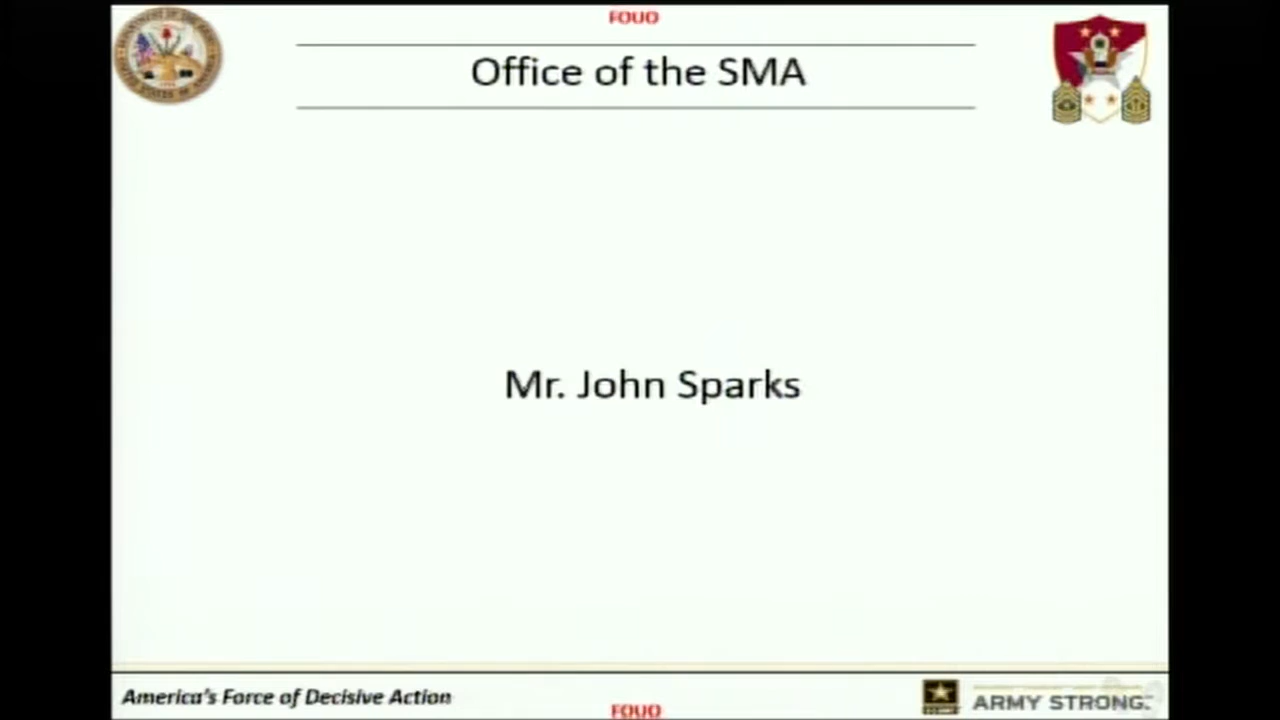 FOUO
Office of the SMA
Mr. John Sparks
America's Force of Decisive Action
ARMY STRONG.
FOUO